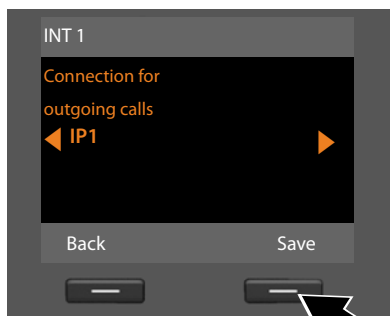 INT 1
Connection for
outgoing calls
IP1
Back Save